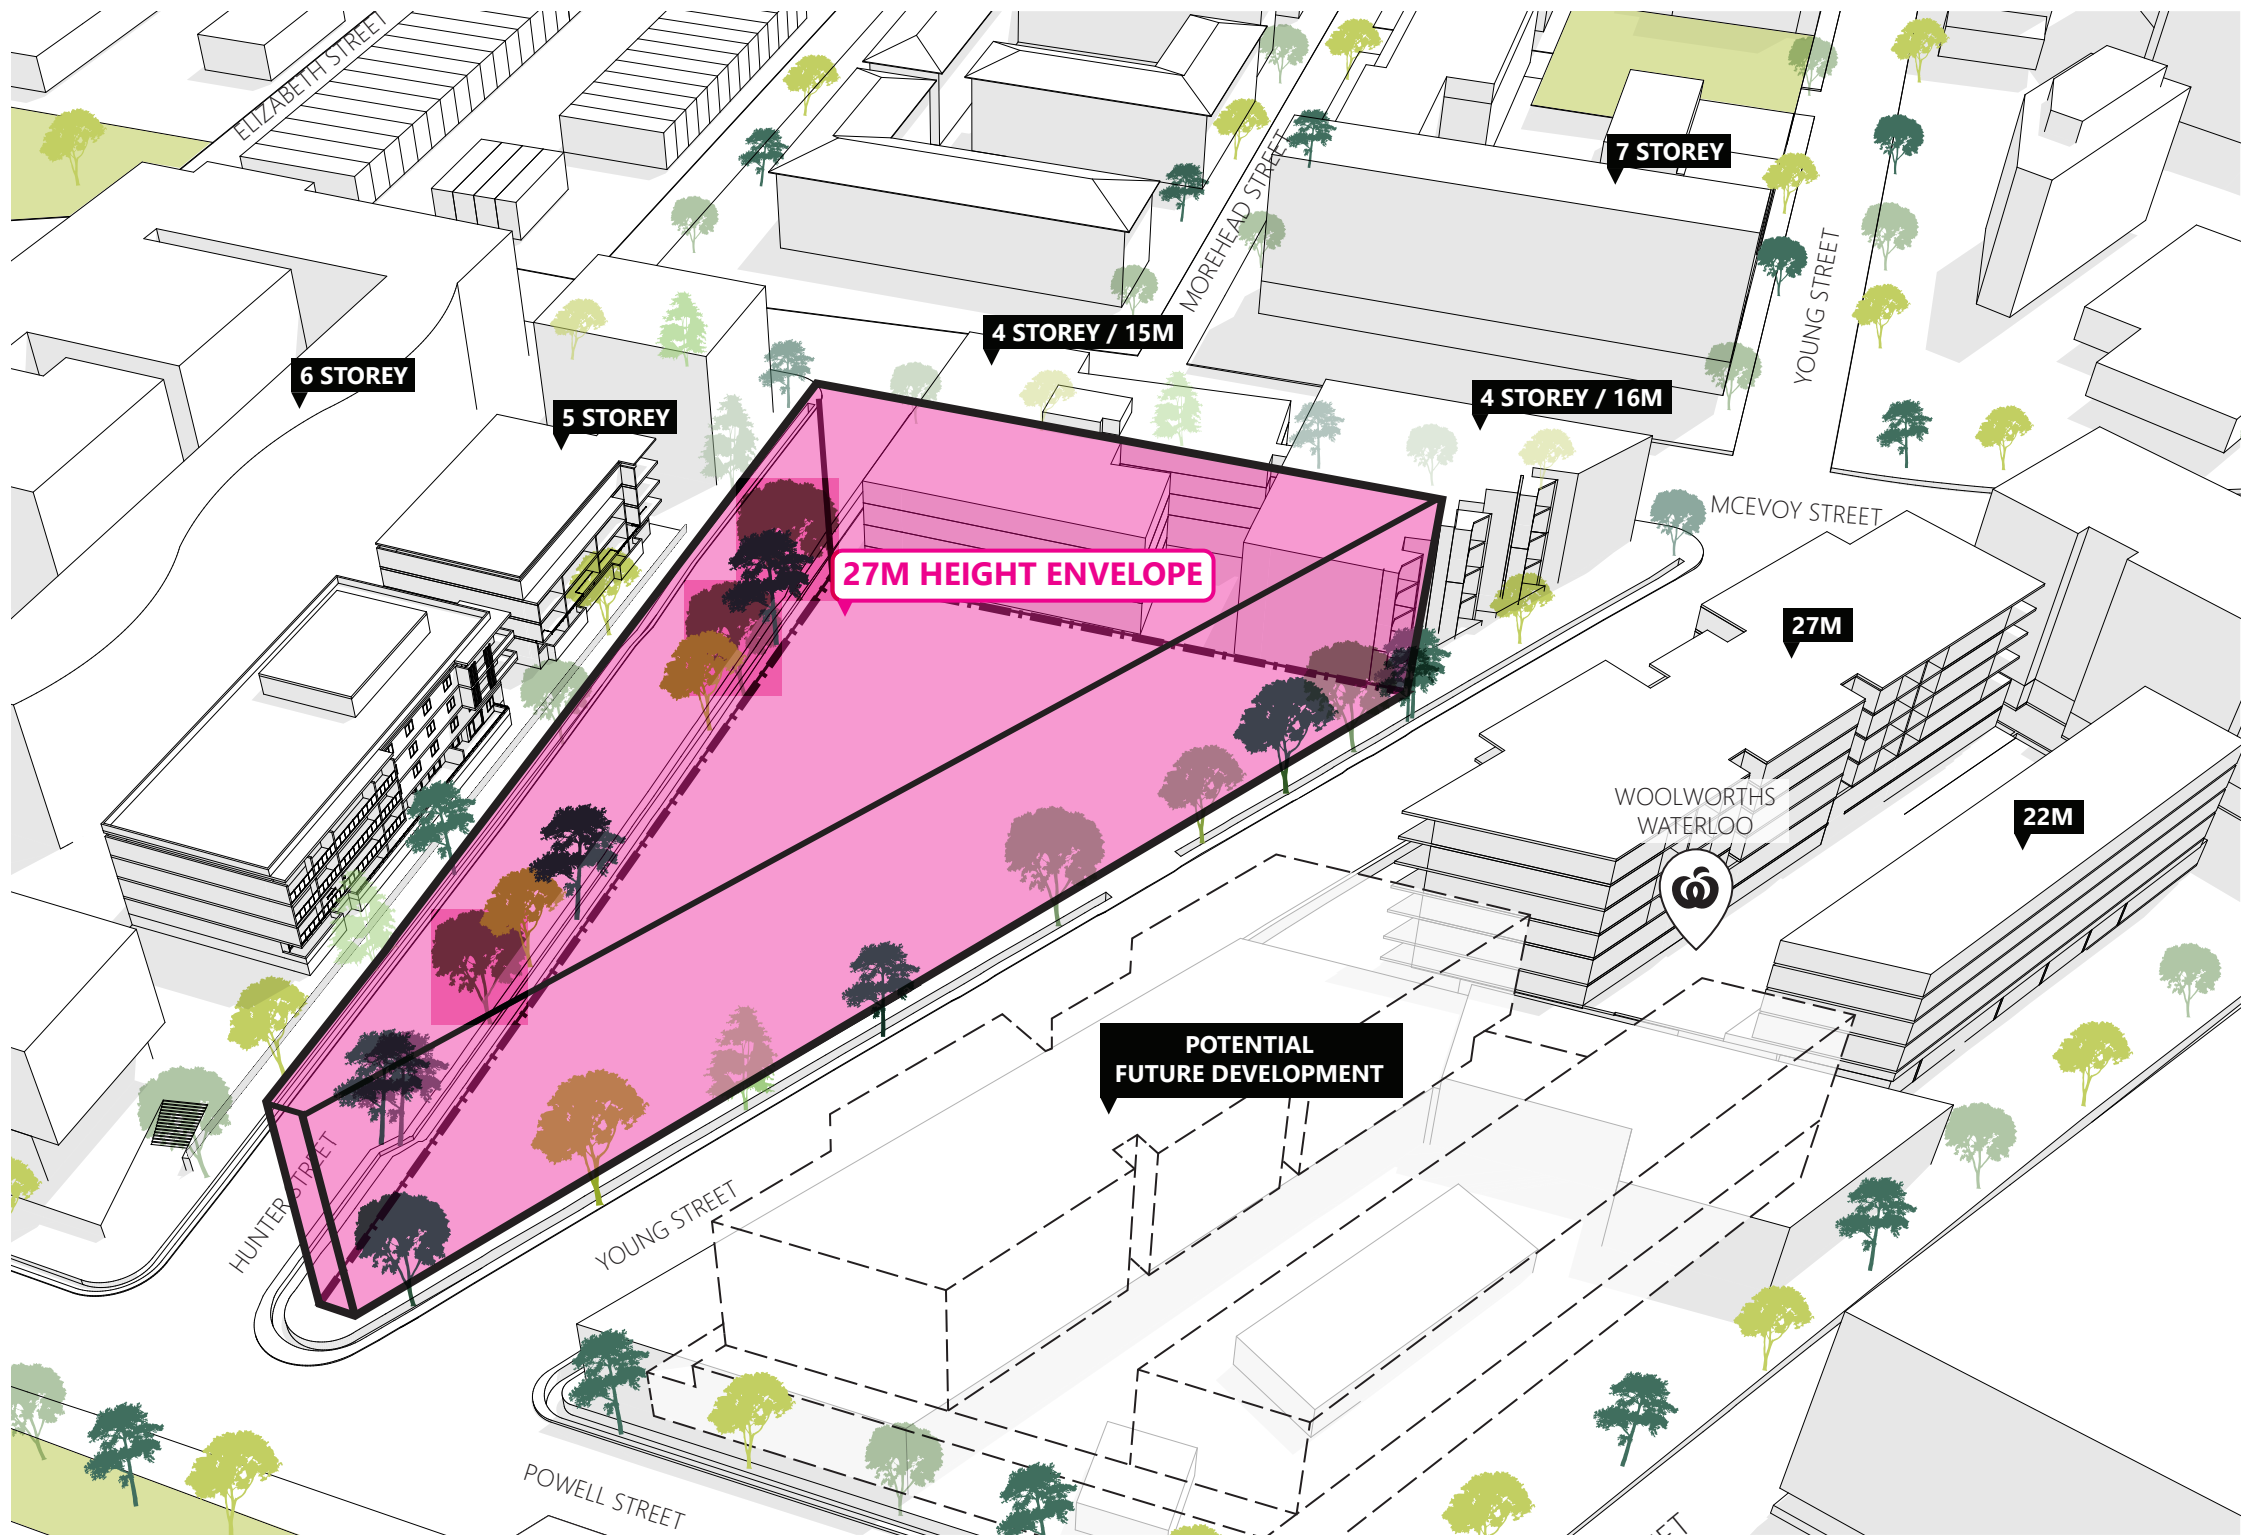 ELIZABETH STREET
7 STOREY
MOREHEAD STREET
YOUNG STREET
4 STOREY / 15M
6 STOREY
5 STOREY
4 STOREY / 16M
MCEVOY STREET
27M HEIGHT ENVELOPE
27M
WOOLWORTHS
WATERLOO
22M
POTENTIAL
FUTURE DEVELOPMENT
HUNTER STREET
YOUNG STREET
POWELL STREET